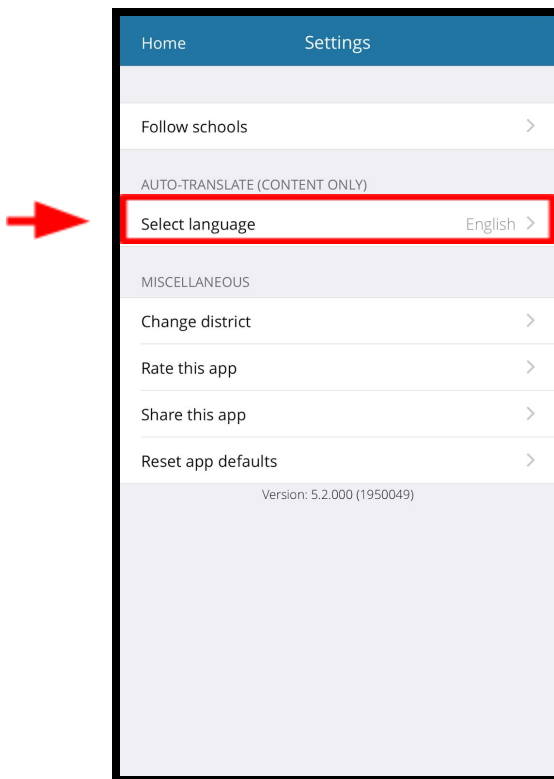 Home Settings
Follow schools
AUTO-TRANSLATE (CONTENT ONLY)
Select language English
MISCELLANEOUS
Change district
Rate this app
Share this app
Reset app defaults
Version: 5.2.000 (1950049)